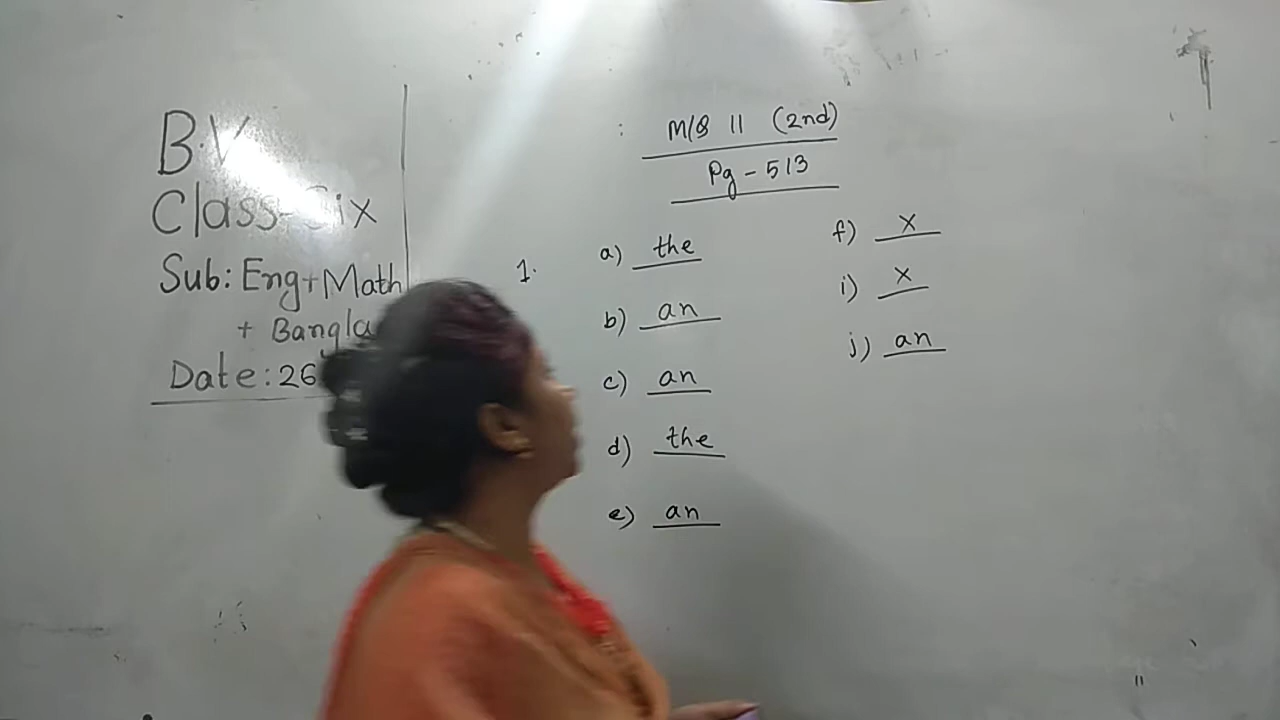 B.V
Class-Six
Sub: Eng+Math
+ Bangla
Date: 26
M/Q 11 (2nd)
Pg - 513
1.
a) the
b) an
c) an
d) the
e) an
f) x
i) x
j) an